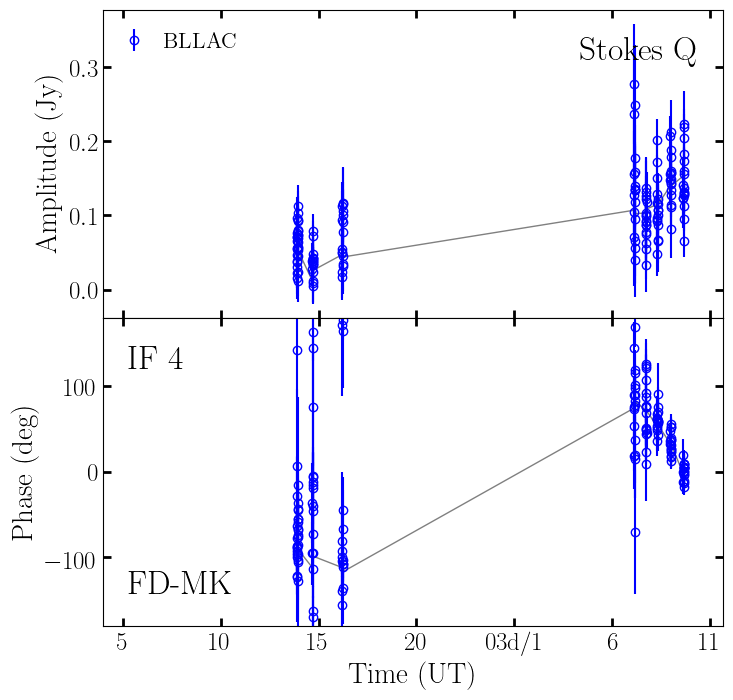 BLLAC
Stokes Q
0.3
0.2
0.1
0.0
Amplitude (Jy)
IF 4
100
0
−100
Phase (deg)
FD-MK
5 10 15 20 03d/1 6 11
Time (UT)